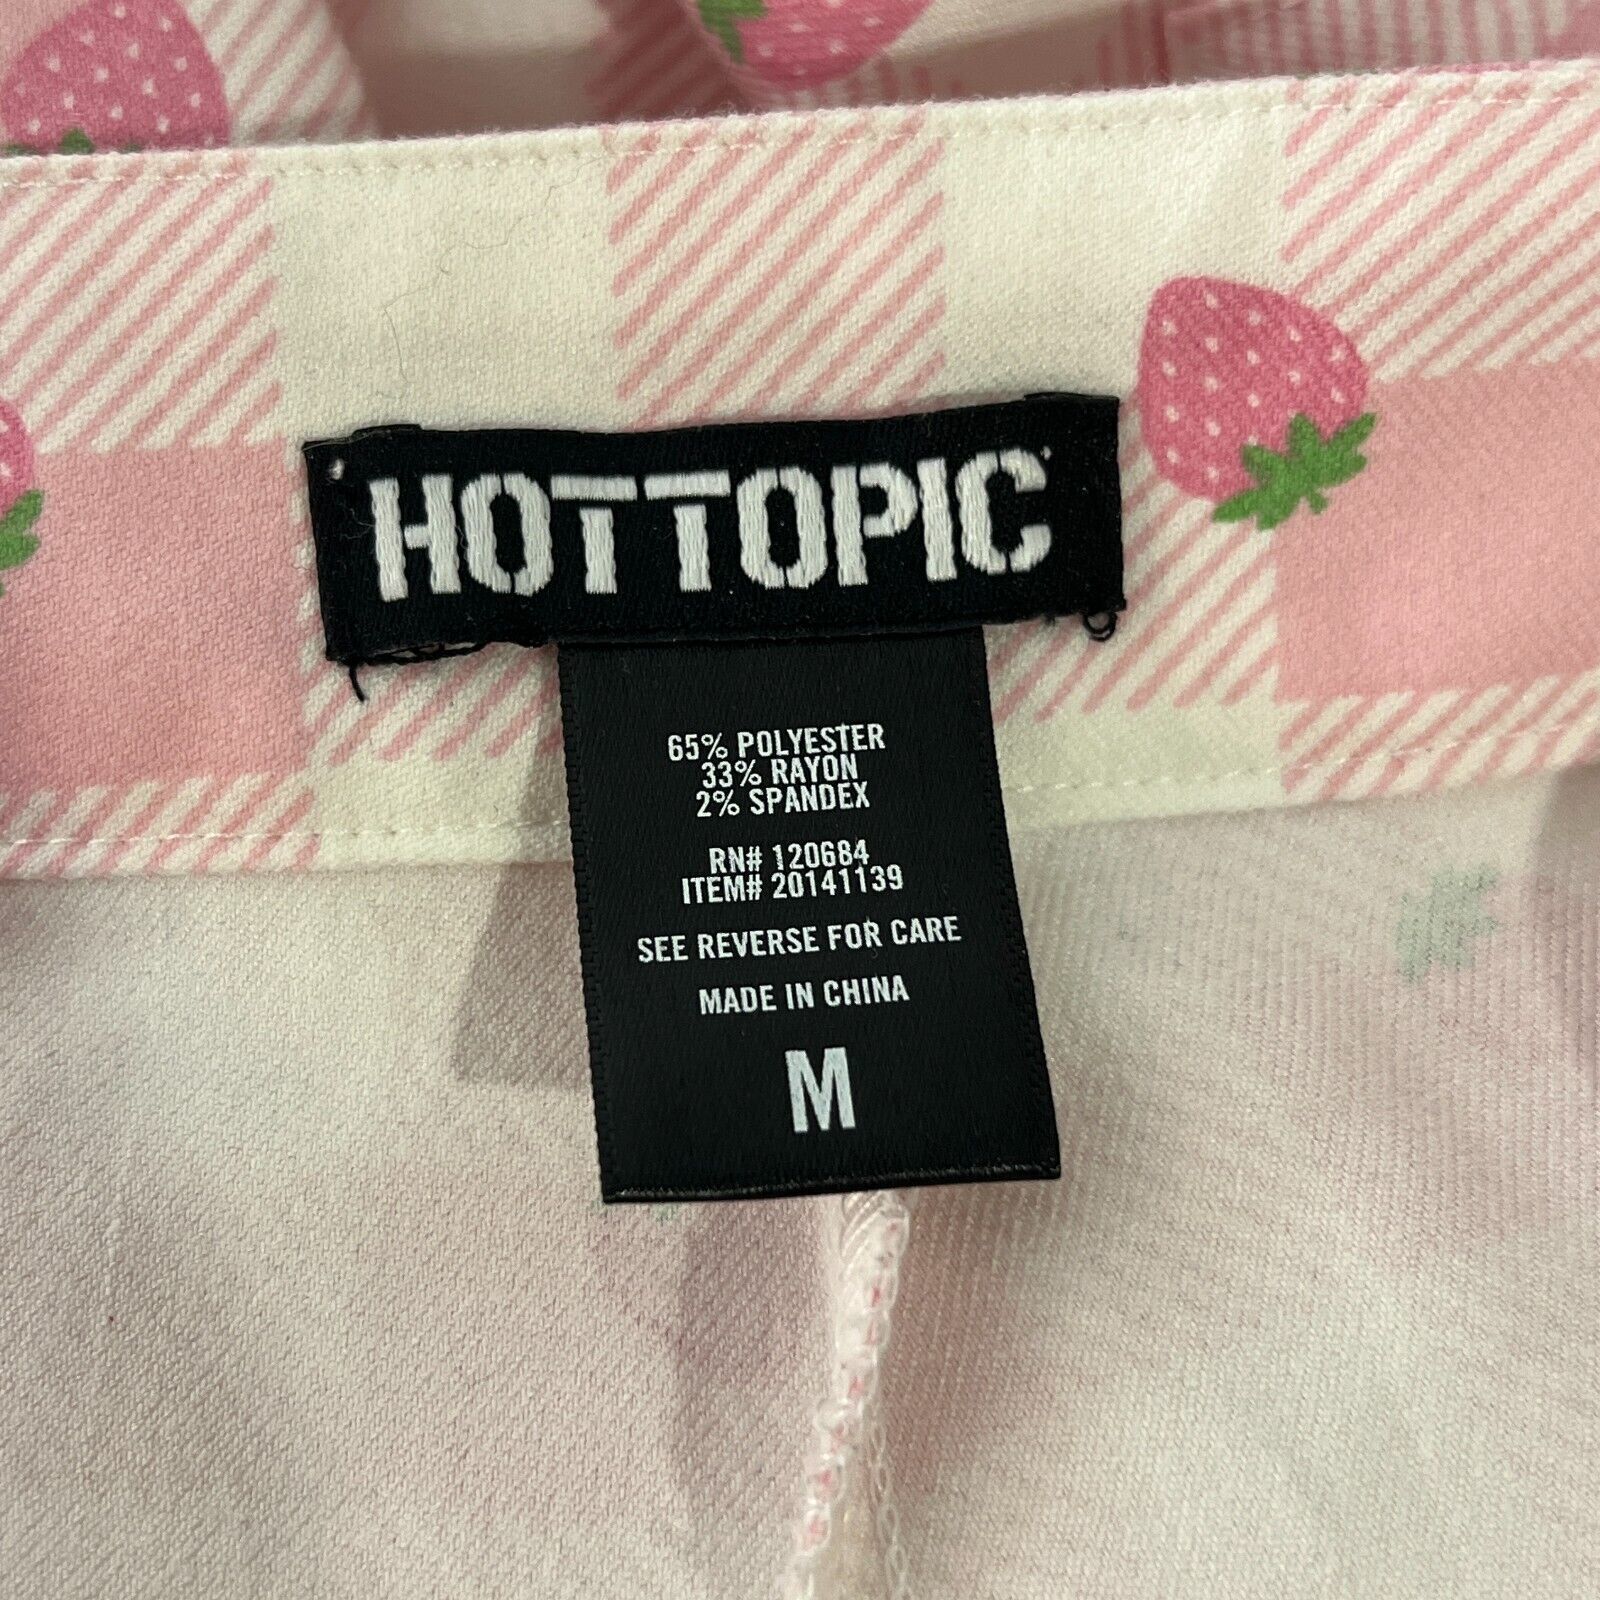 HOTTOPIC
65% POLYESTER
33% RAYON
2% SPANDEX
RN# 120684
ITEM# 20141139
SEE REVERSE FOR CARE
MADE IN CHINA
M